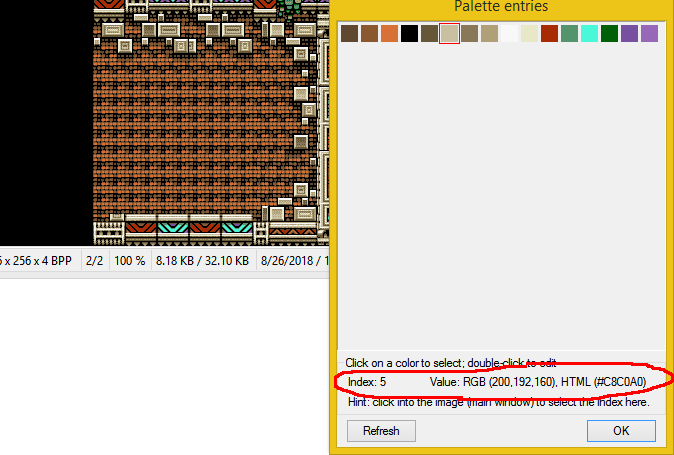 Palette entries
6 x 256 x 4 BPP 2/2 100 % 8.18 KB / 32.10 KB 8/26/2018 / 1
Click on a color to select; double-click to edit
Index: 5 Value: RGB (200,192,160), HTML (#C8C0A0)
Hint: click into the image (main window) to select the index here.
Refresh OK